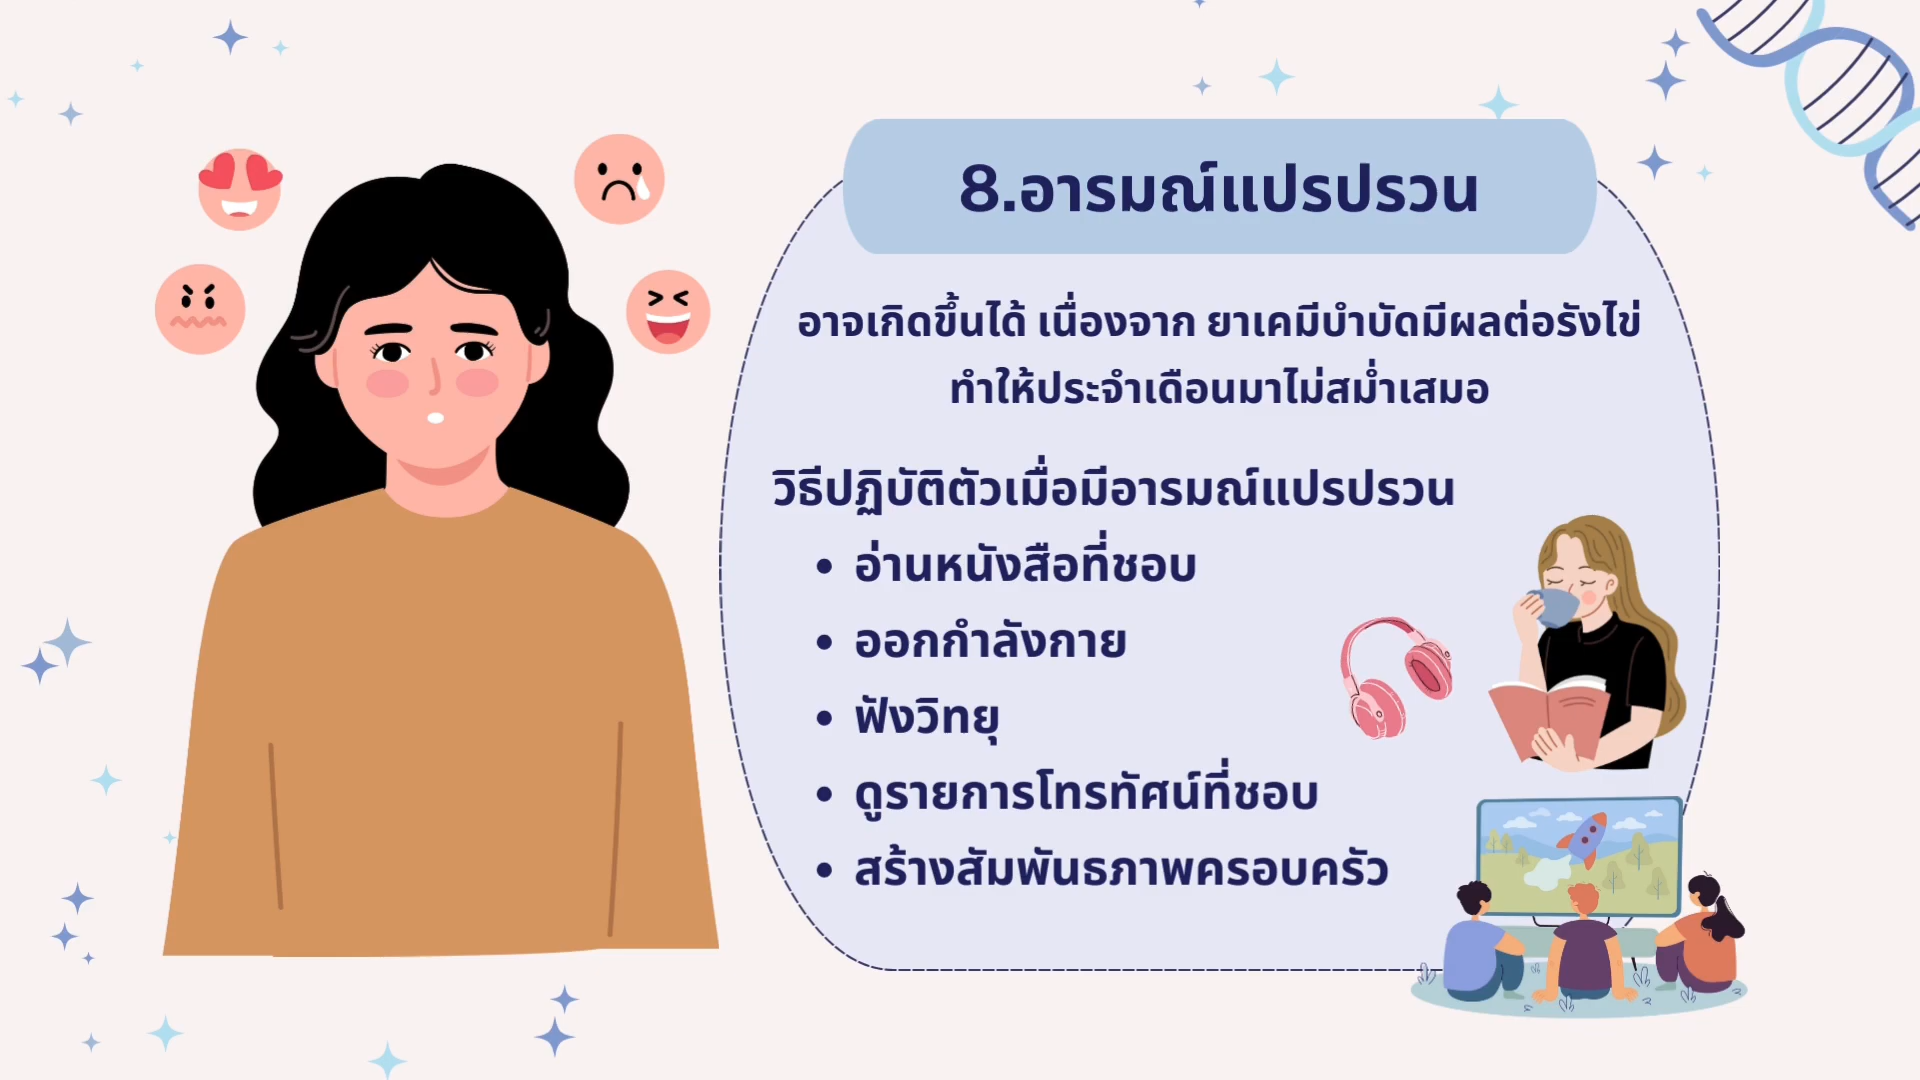 8.อารมณ์แปรปรวน
อาจเกิดขึ้นได้ เนื่องจาก ยาเคมีบำบัดมีผลต่อรังไข่
ทำให้ประจำเดือนมาไม่สม่ำเสมอ
วิธีปฏิบัติตัวเมื่อมีอารมณ์แปรปรวน
• อ่านหนังสือที่ชอบ
• ออกกำลังกาย
• ฟังวิทยุ
• ดูรายการโทรทัศน์ที่ชอบ
• สร้างสัมพันธภาพครอบครัว